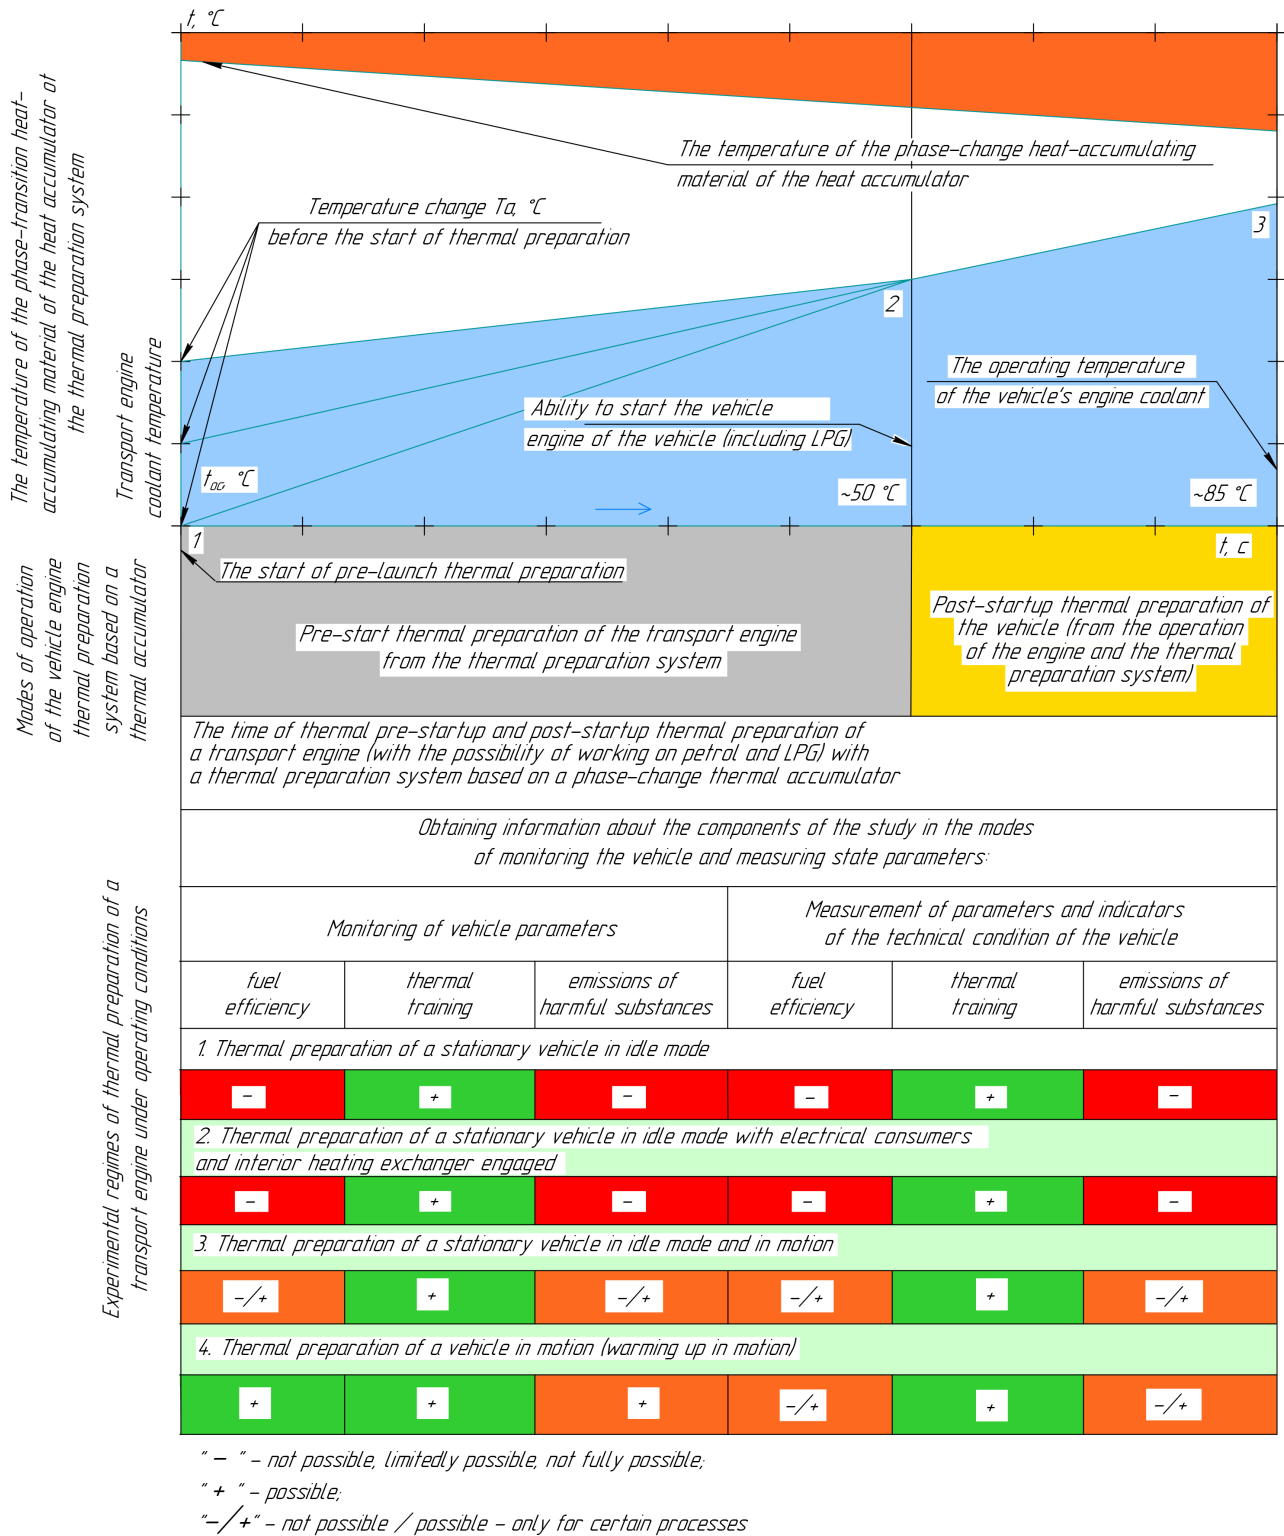 t, °C
The temperature of the phase-transition heat-
accumulating material of the heat accumulator of
the thermal preparation system
The temperature of the phase-change heat-accumulating
material of the heat accumulator
Temperature change Ta, °C
before the start of thermal preparation
3
2
Transport engine
coolant temperature
The operating temperature
of the vehicle's engine coolant
Ability to start the vehicle
engine of the vehicle (including LPG)
tос, °C
~50 °C
~85 °C
1
t, c
Modes of operation
of the vehicle engine
thermal preparation
system based on a
thermal accumulator
The start of pre-launch thermal preparation
Pre-start thermal preparation of the transport engine
from the thermal preparation system
Post-startup thermal preparation of
the vehicle (from the operation
of the engine and the thermal
preparation system)
The time of thermal pre-startup and post-startup thermal preparation of
a transport engine (with the possibility of working on petrol and LPG) with
a thermal preparation system based on a phase-change thermal accumulator
Experimental regimes of thermal preparation of a
transport engine under operating conditions
Obtaining information about the components of the study in the modes
of monitoring the vehicle and measuring state parameters:
Monitoring of vehicle parameters
Measurement of parameters and indicators
of the technical condition of the vehicle
fuel
efficiency
thermal
training
emissions of
harmful substances
fuel
efficiency
thermal
training
emissions of
harmful substances
1. Thermal preparation of a stationary vehicle in idle mode
- + - - + -
2. Thermal preparation of a stationary vehicle in idle mode with electrical consumers
and interior heating exchanger engaged
- + - - + -
3. Thermal preparation of a stationary vehicle in idle mode and in motion
-/+ + -/+ -/+ + -/+
4. Thermal preparation of a vehicle in motion (warming up in motion)
+ + + -/+ + -/+
" - " - not possible, limitedly possible, not fully possible;
" + " - possible;
"-/+" - not possible / possible - only for certain processes